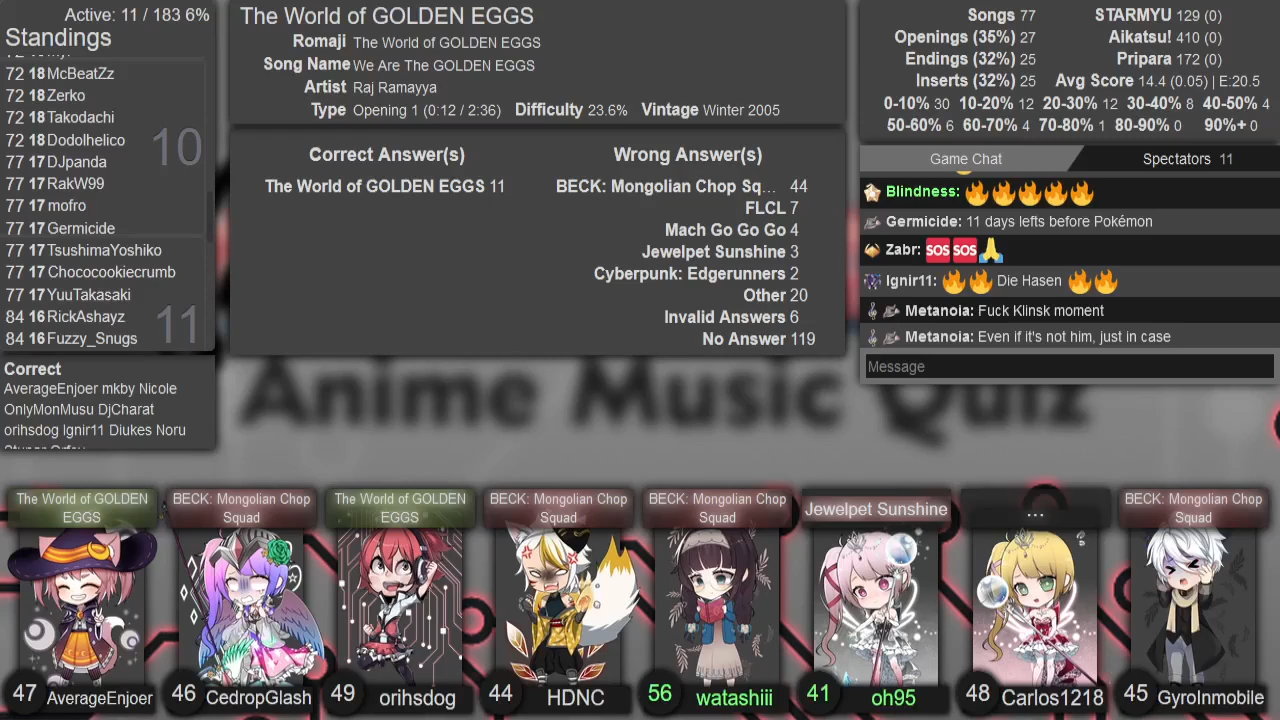 Active: 11 / 183 6%
Standings
72 18 McBeatZz
72 18 Zerko
72 18 Takodachi
72 18 Dodolhelico
10
77 17 DJpanda
77 17 RakW99
77 17 mofro
77 17 Germicide
77 17 TsushimaYoshiko
77 17 Chococookiecrumb
77 17 YuuTakasaki
84 16 RickAshayz
11
84 16 Fuzzy_Snugs
Correct
AverageEnjoer mkby Nicole
OnlyMonMusu DjCharat
orihsdog Ignir11 Diukes Noru
The World of GOLDEN EGGS
Romaji The World of GOLDEN EGGS
Song Name We Are The GOLDEN EGGS
Artist Raj Ramayya
Type Opening 1 (0:12 / 2:36) Difficulty 23.6% Vintage Winter 2005
Correct Answer(s)
The World of GOLDEN EGGS 11
Wrong Answer(s)
BECK: Mongolian Chop Sq... 44
FLCL 7
Mach Go Go Go 4
Jewelpet Sunshine 3
Cyberpunk: Edgerunners 2
Other 20
Invalid Answers 6
No Answer 119
Songs 77 STARMYU 129 (0)
Openings (35%) 27 Aikatsu! 410 (0)
Endings (32%) 25 Pripara 172 (0)
Inserts (32%) 25 Avg Score 14.4 (0.05) | E:20.5
0-10% 30 10-20% 12 20-30% 12 30-40% 8 40-50% 4
50-60% 6 60-70% 4 70-80% 1 80-90% 0 90%+ 0
Game Chat Spectators 11
Blindness: 🔥🔥🔥🔥🔥
Germicide: 11 days lefts before Pokémon
Zabr: 🆘🆘🙏
Ignir11: 🔥🔥 Die Hasen 🔥🔥
Metanoia: Fuck Klinsk moment
Metanoia: Even if it's not him, just in case
Message
Anime Music Quiz
The World of GOLDEN
EGGS
BECK: Mongolian Chop
Squad
The World of GOLDEN
EGGS
BECK: Mongolian Chop
Squad
BECK: Mongolian Chop
Squad
Jewelpet Sunshine
...
BECK: Mongolian Chop
Squad
47 AverageEnjoer
46 CedropGlash
49 orihsdog
44 HDNC
56 watashiii
41 oh95
48 Carlos1218
45 GyroInmobile